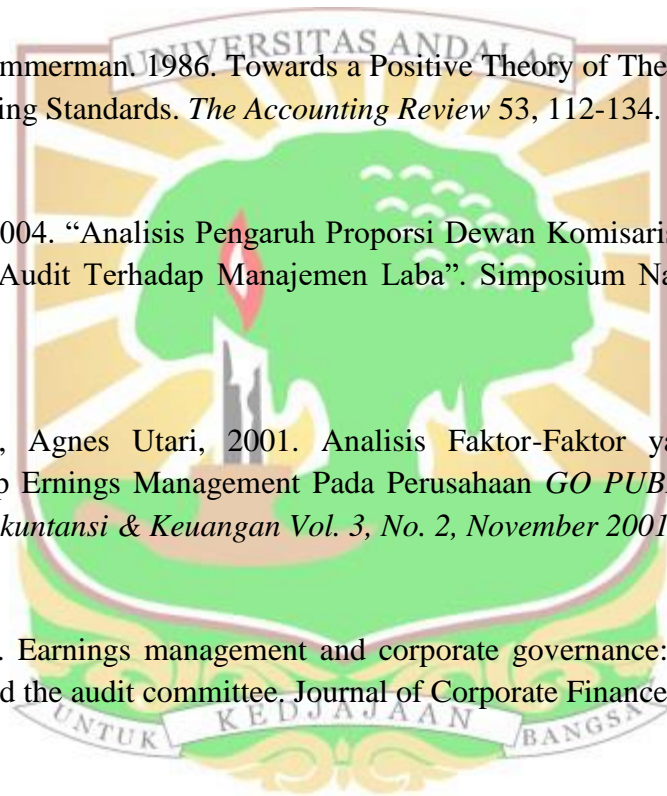 UNIVERSITAS ANDALAS
mmerman. 1986. Towards a Positive Theory of The
ing Standards. The Accounting Review 53, 112-134.
004. “Analisis Pengaruh Proporsi Dewan Komisaris
Audit Terhadap Manajemen Laba”. Simposium Na
, Agnes Utari, 2001. Analisis Faktor-Faktor ya
p Ernings Management Pada Perusahaan GO PUB
kuntansi & Keuangan Vol. 3, No. 2, November 2001
. Earnings management and corporate governance:
d the audit committee. Journal of Corporate Finance
UNTUK KEDJAJAAN BANGSA